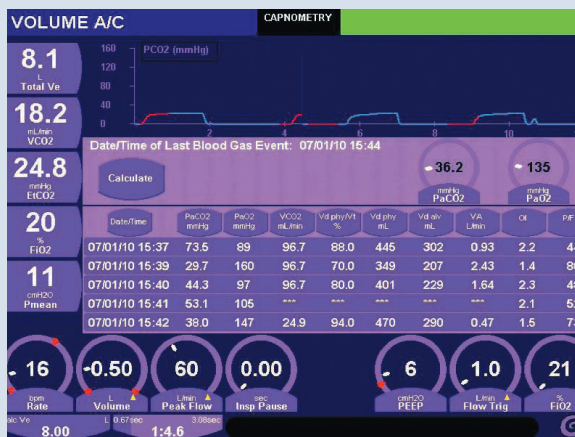 VOLUME A/C
CAPNOMETRY
8.1
L
Total Ve
18.2
mL/min
VCO2
24.8
mmHg
EtCO2
20
%
FiO2
11
cmH2O
Pmean
160
120
80
40
0
PCO2 (mmHg)
2 4 6 8 10
Date/Time of Last Blood Gas Event: 07/01/10 15:44
Calculate
36.2
mmHg
PaCO2
135
mmHg
PaO2
Date/Time PaCO2 PaO2 VCO2 Vd phy/Vt Vd phy Vd alv VA OI P/F
mmHg mmHg mL/min % mL mL L/min
07/01/10 15:37 73.5 89 96.7 88.0 445 302 0.93 2.2
07/01/10 15:39 29.7 160 96.7 70.0 349 207 2.43 1.4
07/01/10 15:40 44.3 97 96.7 80.0 401 229 1.64 2.3
07/01/10 15:41 53.1 105 *** *** *** *** *** 2.1
07/01/10 15:42 38.0 147 24.9 94.0 470 290 0.47 1.5
16
bpm
Rate
0.50
L
Volume
60
L/min
Peak Flow
0.00
sec
Insp Pause
6
cmH2O
PEEP
1.0
L/min
Flow Trig
21
%
FiO2
alc Ve L
8.00
0.67sec 3.08sec
1:4.6